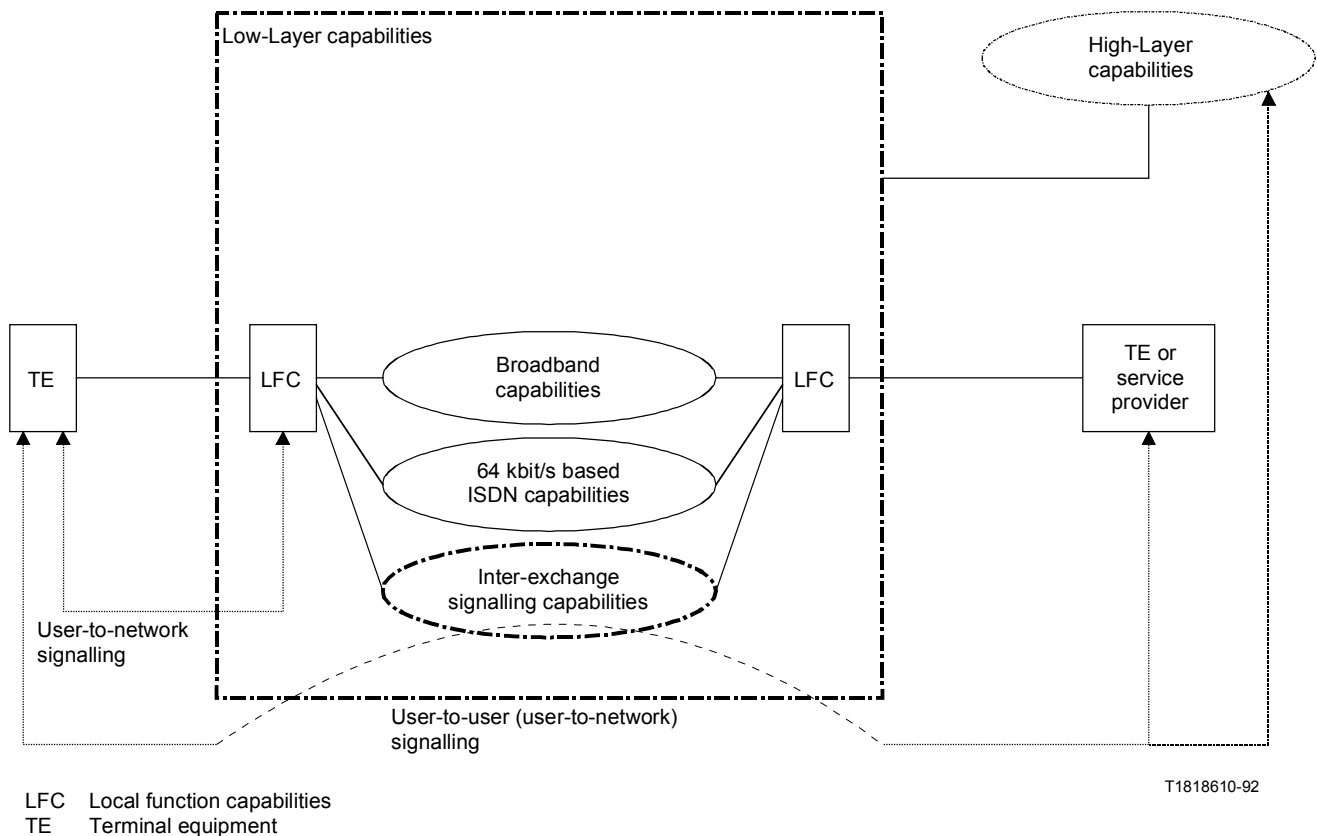 Low-Layer capabilities
High-Layer
capabilities
TE
LFC
Broadband
capabilities
LFC
TE or
service
provider
64 kbit/s based
ISDN capabilities
Inter-exchange
signalling capabilities
User-to-network
signalling
User-to-user (user-to-network)
signalling
T1818610-92
LFC Local function capabilities
TE Terminal equipment